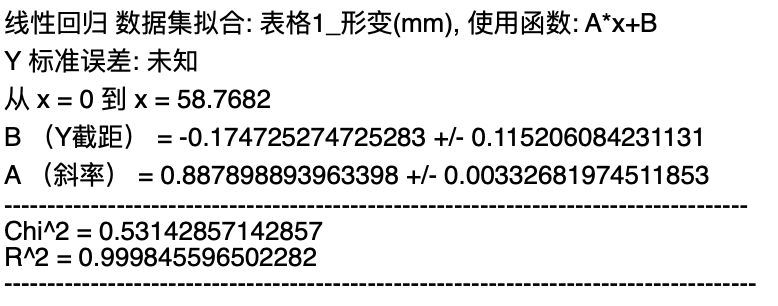 线性回归 数据集拟合: 表格1_形变(mm), 使用函数: A*x+B
Y 标准误差: 未知
从 x = 0 到 x = 58.7682
B （Y截距） = -0.174725274725283 +/- 0.115206084231131
A （斜率） = 0.887898893963398 +/- 0.00332681974511853
--------------------------------------------------------------------------------------
Chi^2 = 0.53142857142857
R^2 = 0.999845596502282
---------------------------------------------------------------------------------------